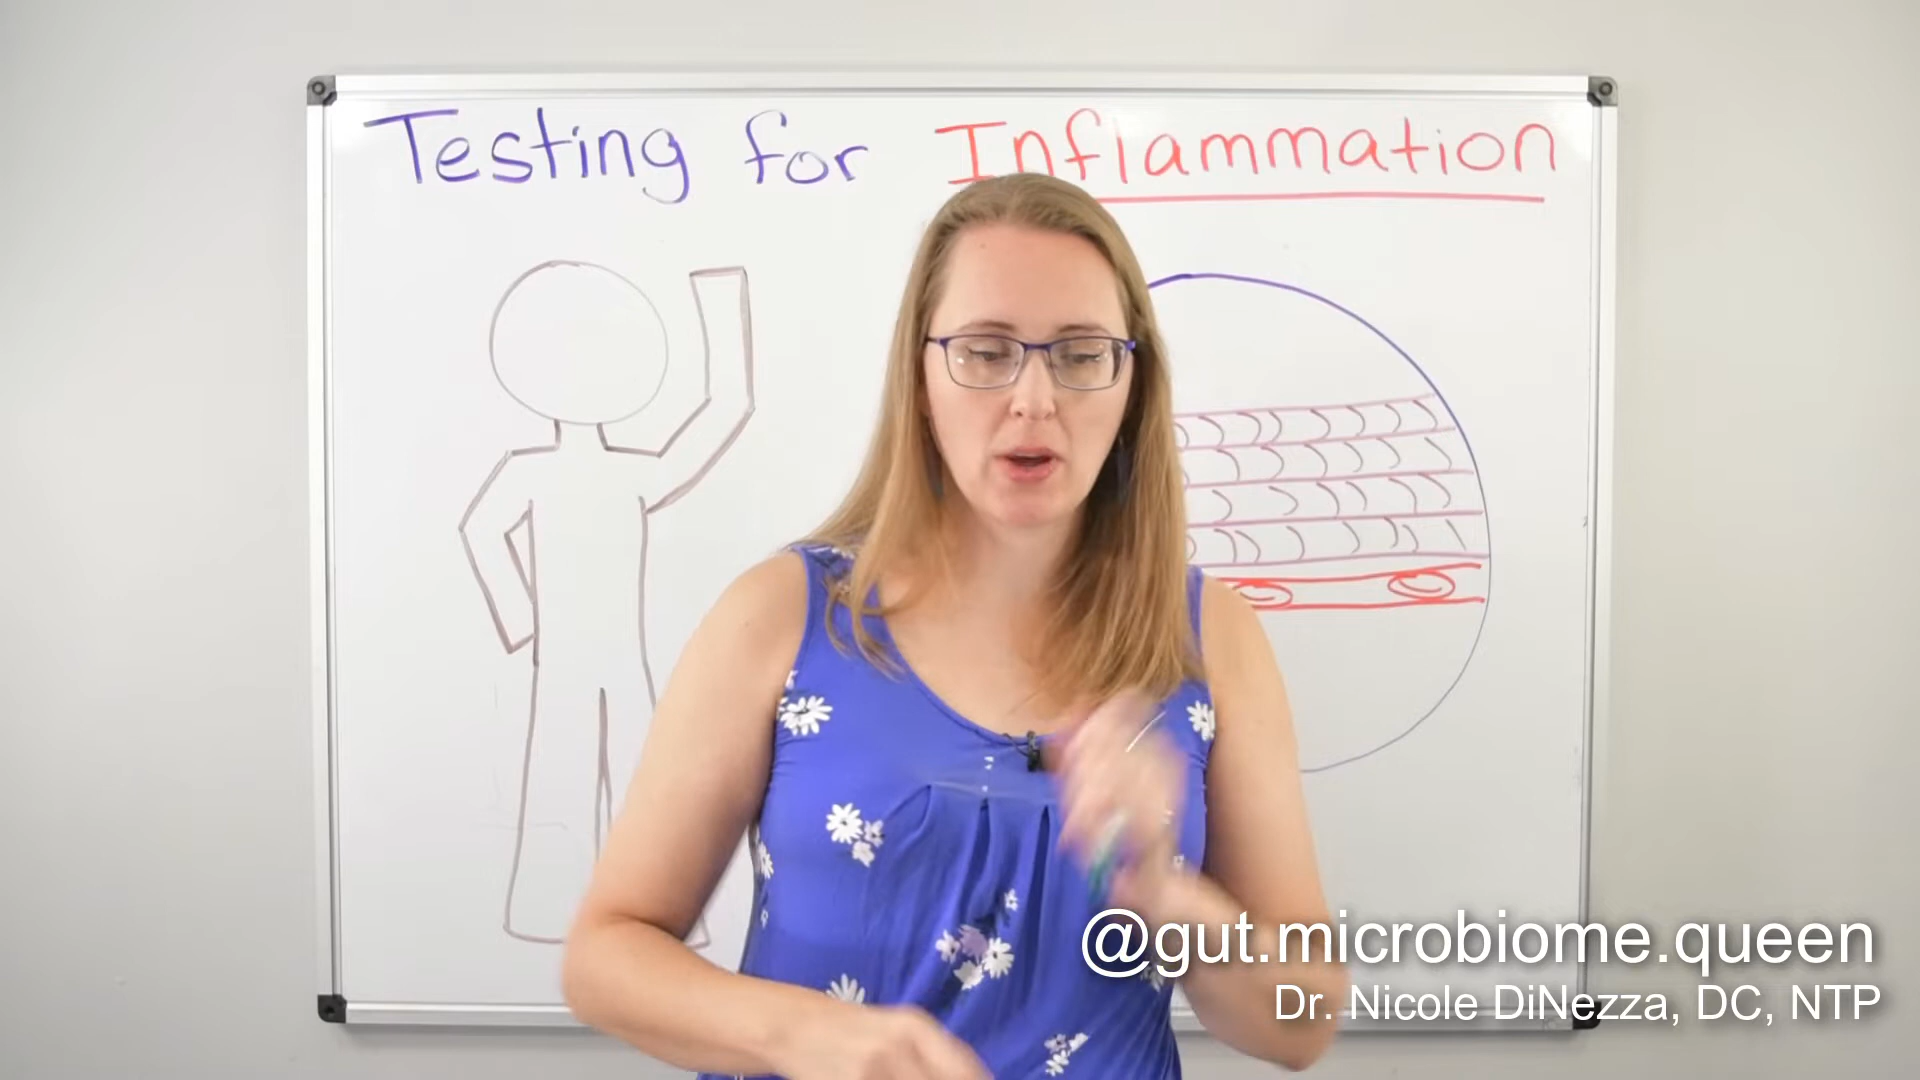 Testing for Inflammation
@gut.microbiome.queen
Dr. Nicole DiNezza, DC, NTP